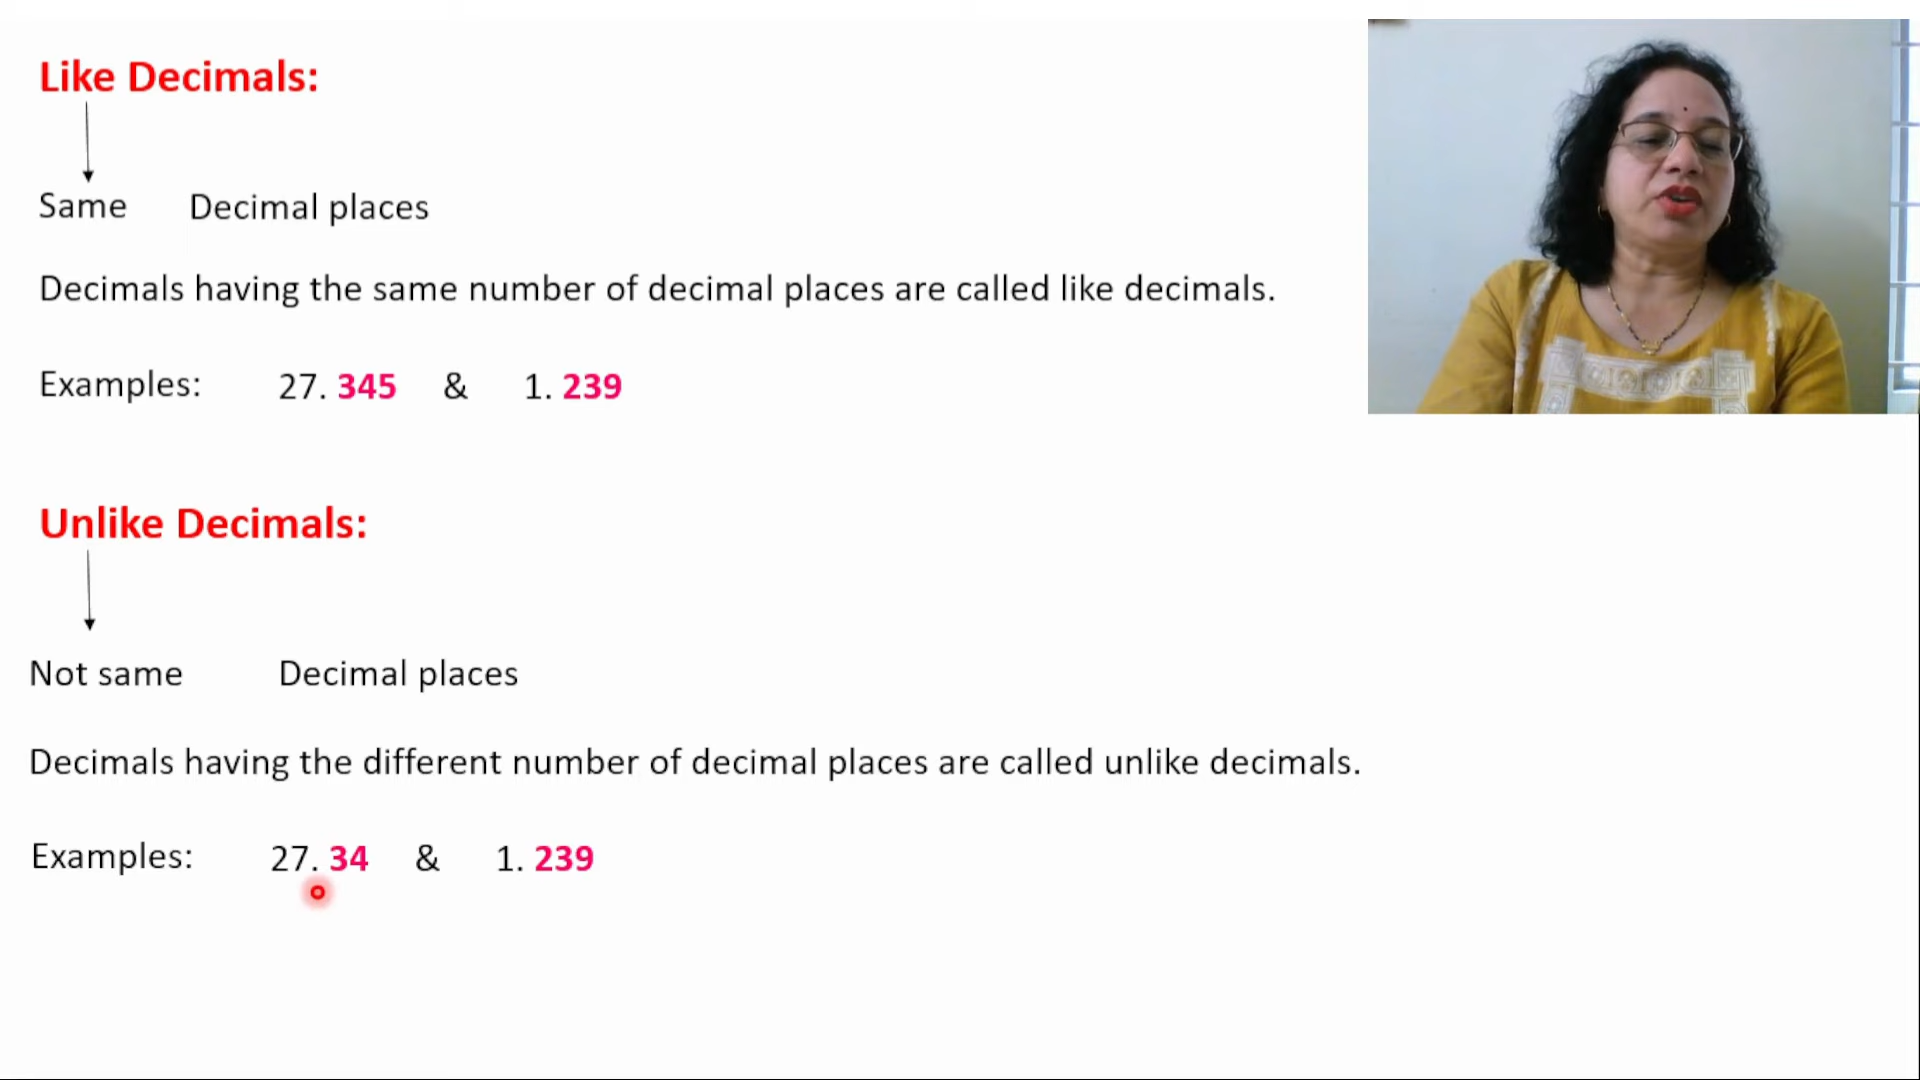 Like Decimals:
Same Decimal places
Decimals having the same number of decimal places are called like decimals.
Examples: 27. 345 & 1. 239
Unlike Decimals:
Not same Decimal places
Decimals having the different number of decimal places are called unlike decimals.
Examples: 27. 34 & 1. 239